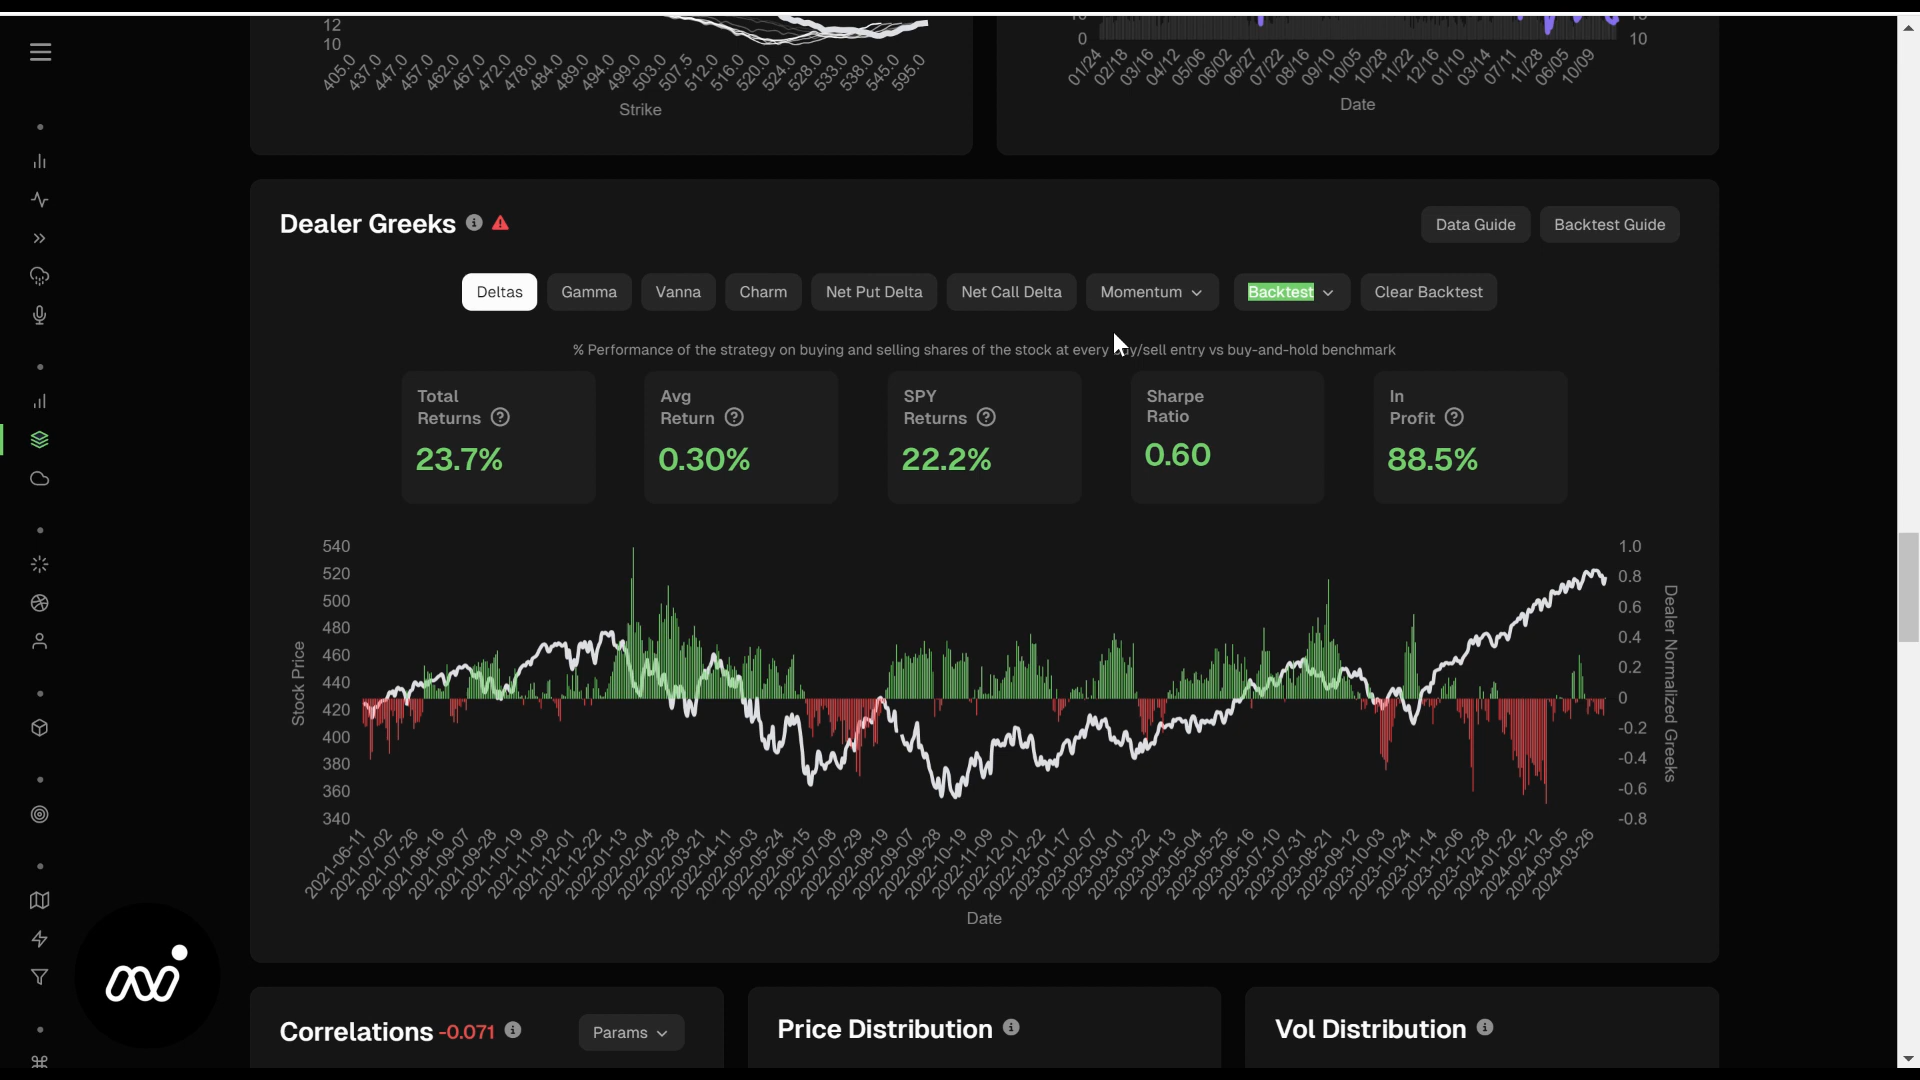 12
10
405.0 437.0 447.0 457.0 462.0 467.0 472.0 478.0 484.0 489.0 494.0 499.0 503.0 507.5 512.0 516.0 520.0 524.0 528.0 533.0 538.0 545.0 595.0
Strike
0 10
01/24 02/18 03/16 04/12 05/06 06/02 06/27 07/22 08/16 09/10 10/05 10/28 11/22 12/16 01/10 03/14 07/11 11/28 06/05 10/09
Date
Dealer Greeks
Data Guide
Backtest Guide
Deltas
Gamma
Vanna
Charm
Net Put Delta
Net Call Delta
Momentum
Backtest
Clear Backtest
% Performance of the strategy on buying and selling shares of the stock at every buy/sell entry vs buy-and-hold benchmark
Total
Returns
23.7%
Avg
Return
0.30%
SPY
Returns
22.2%
Sharpe
Ratio
0.60
In
Profit
88.5%
Stock Price
540
520
500
480
460
440
420
400
380
360
340
1.0
0.8
0.6
0.4
0.2
0
-0.2
-0.4
-0.6
-0.8
Dealer Normalized Greeks
2021-06-11 2021-07-02 2021-07-26 2021-08-16 2021-09-07 2021-09-28 2021-10-19 2021-11-09 2021-12-01 2021-12-22 2022-01-13 2022-02-04 2022-02-28 2022-03-21 2022-04-11 2022-05-03 2022-05-24 2022-06-15 2022-07-08 2022-07-29 2022-08-19 2022-09-07 2022-09-28 2022-10-19 2022-11-09 2022-12-01 2022-12-22 2023-01-17 2023-02-07 2023-03-01 2023-03-22 2023-04-13 2023-05-04 2023-05-25 2023-06-16 2023-07-10 2023-07-31 2023-08-21 2023-09-12 2023-10-03 2023-10-24 2023-11-14 2023-12-06 2023-12-28 2024-01-22 2024-02-12 2024-03-05 2024-03-26
Date
Correlations -0.071
Params
Price Distribution
Vol Distribution